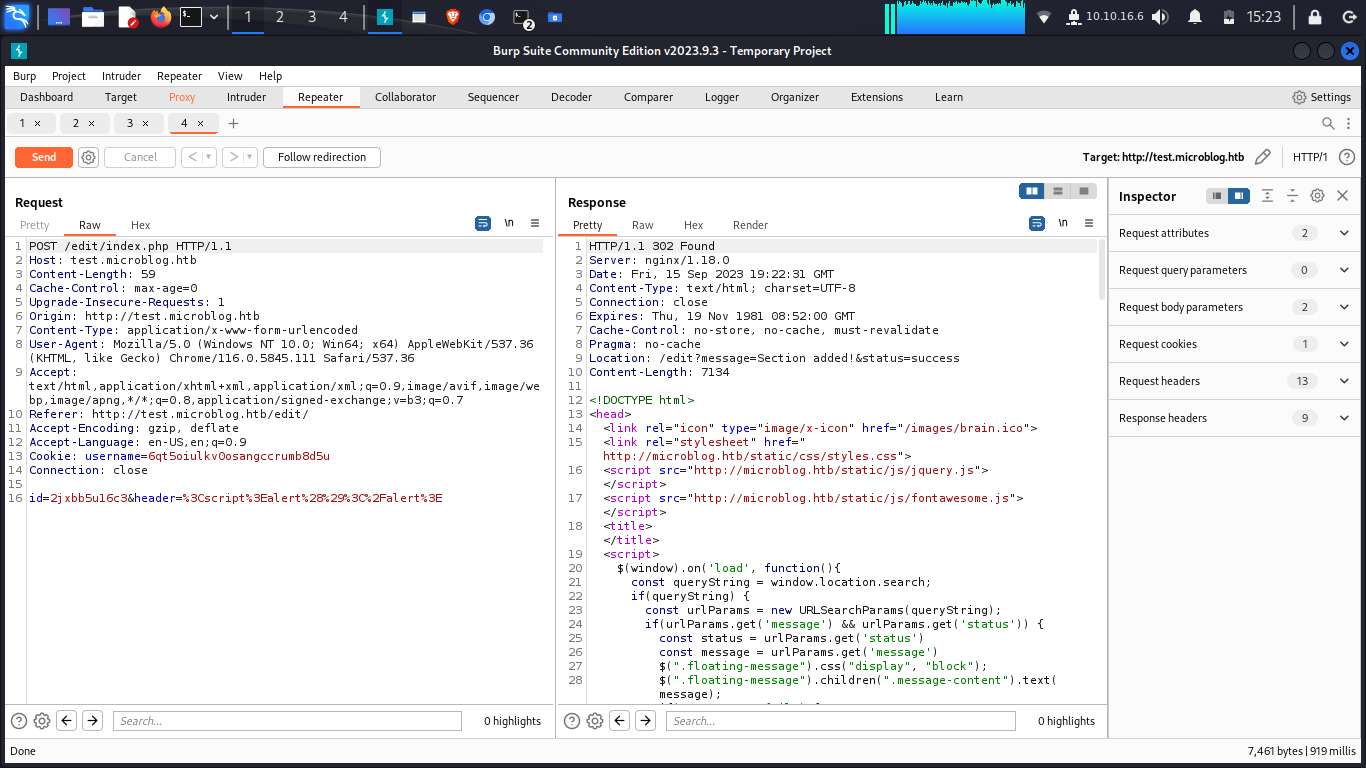 1
2
3
4
2
10.10.16.6
15:23
Burp Suite Community Edition v2023.9.3 - Temporary Project
Burp Project Intruder Repeater View Help
Dashboard Target Proxy Intruder Repeater Collaborator Sequencer Decoder Comparer Logger Organizer Extensions Learn Settings
1 × 2 × 3 × 4 × +
Send Cancel < > Follow redirection Target: http://test.microblog.htb HTTP/1
Request
Pretty Raw Hex \n
1 POST /edit/index.php HTTP/1.1
2 Host: test.microblog.htb
3 Content-Length: 59
4 Cache-Control: max-age=0
5 Upgrade-Insecure-Requests: 1
6 Origin: http://test.microblog.htb
7 Content-Type: application/x-www-form-urlencoded
8 User-Agent: Mozilla/5.0 (Windows NT 10.0; Win64; x64) AppleWebKit/537.36
(KHTML, like Gecko) Chrome/116.0.5845.111 Safari/537.36
9 Accept:
text/html,application/xhtml+xml,application/xml;q=0.9,image/avif,image/we
bp,image/apng,*/*;q=0.8,application/signed-exchange;v=b3;q=0.7
10 Referer: http://test.microblog.htb/edit/
11 Accept-Encoding: gzip, deflate
12 Accept-Language: en-US,en;q=0.9
13 Cookie: username=6qt5oiulkv0osangccrumb8d5u
14 Connection: close
15
16 id=2jxbb5u16c3&header=%3Cscript%3Ealert%28%29%3C%2Falert%3E
Search...
0 highlights
Response
Pretty Raw Hex Render \n
1 HTTP/1.1 302 Found
2 Server: nginx/1.18.0
3 Date: Fri, 15 Sep 2023 19:22:31 GMT
4 Content-Type: text/html; charset=UTF-8
5 Connection: close
6 Expires: Thu, 19 Nov 1981 08:52:00 GMT
7 Cache-Control: no-store, no-cache, must-revalidate
8 Pragma: no-cache
9 Location: /edit?message=Section added!&status=success
10 Content-Length: 7134
11
12 <!DOCTYPE html>
13 <head>
14 <link rel="icon" type="image/x-icon" href="/images/brain.ico">
15 <link rel="stylesheet" href="
http://microblog.htb/static/css/styles.css">
16 <script src="http://microblog.htb/static/js/jquery.js">
</script>
17 <script src="http://microblog.htb/static/js/fontawesome.js">
</script>
18 <title>
</title>
19 <script>
20 $(window).on('load', function(){
21 const queryString = window.location.search;
22 if(queryString) {
23 const urlParams = new URLSearchParams(queryString);
24 if(urlParams.get('message') && urlParams.get('status')) {
25 const status = urlParams.get('status')
26 const message = urlParams.get('message')
27 $(".floating-message").css("display", "block");
28 $(".floating-message").children(".message-content").text(
message);
Search...
0 highlights
Inspector
Request attributes 2
Request query parameters 0
Request body parameters 2
Request cookies 1
Request headers 13
Response headers 9
Done
7,461 bytes | 919 millis